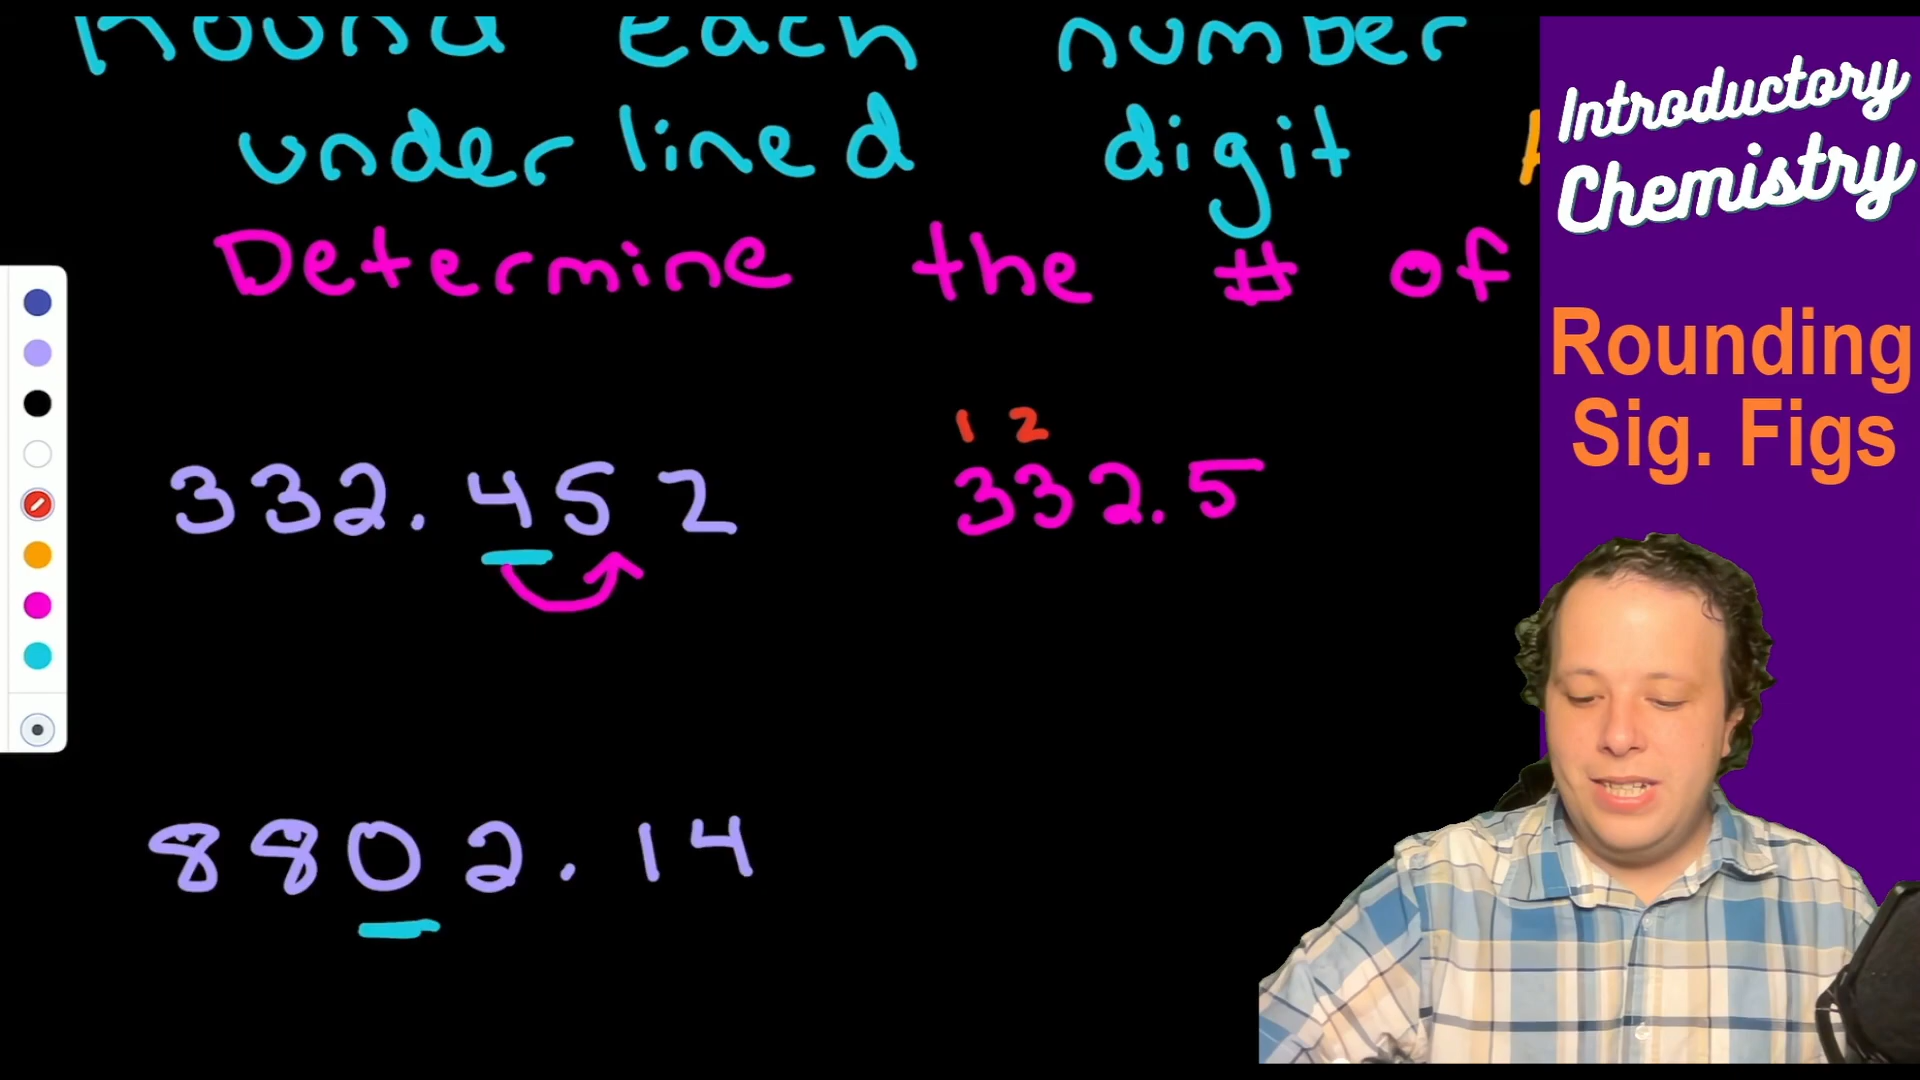 Round each number
underlined digit
Determine the # of
1 2
332.452 332.5
8802.14
Introductory
Chemistry
Rounding
Sig. Figs